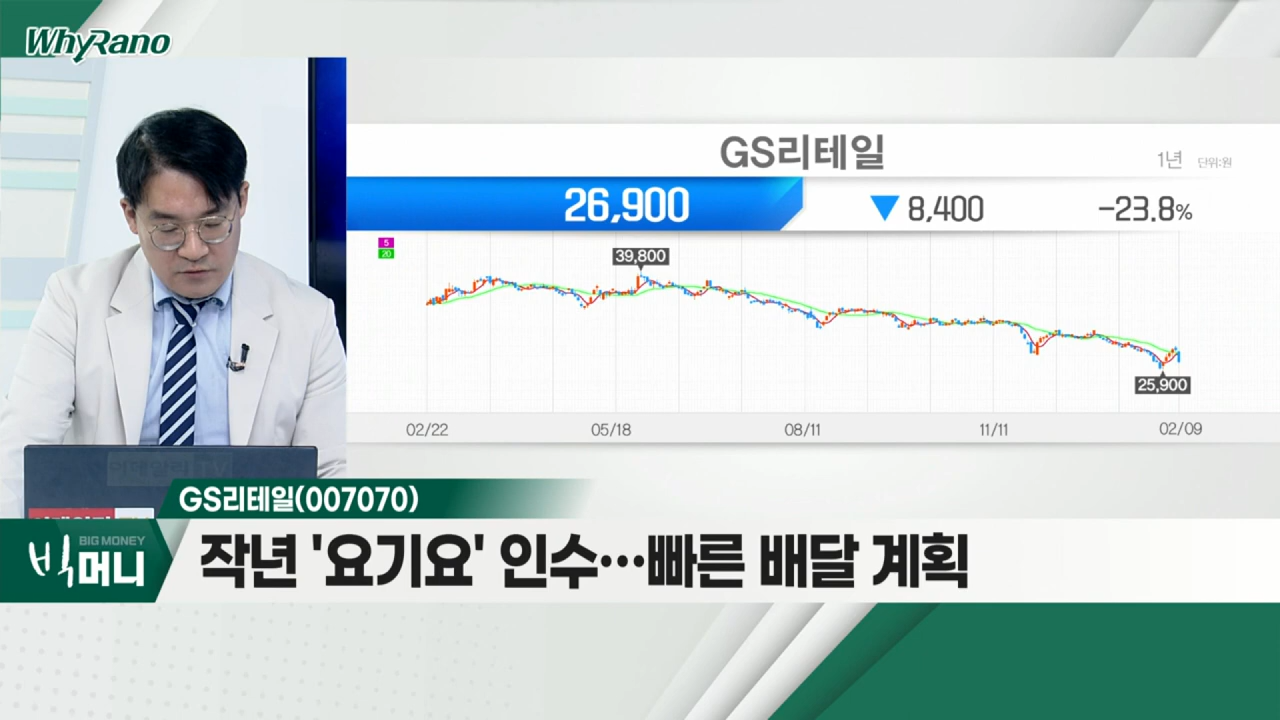 WhyRano
GS리테일
1년 단위:원
26,900
▼8,400
-23.8%
5
20
39,800
25,900
02/22
05/18
08/11
11/11
02/09
GS리테일(007070)
BIG MONEY
빅머니
작년 '요기요' 인수…빠른 배달 계획